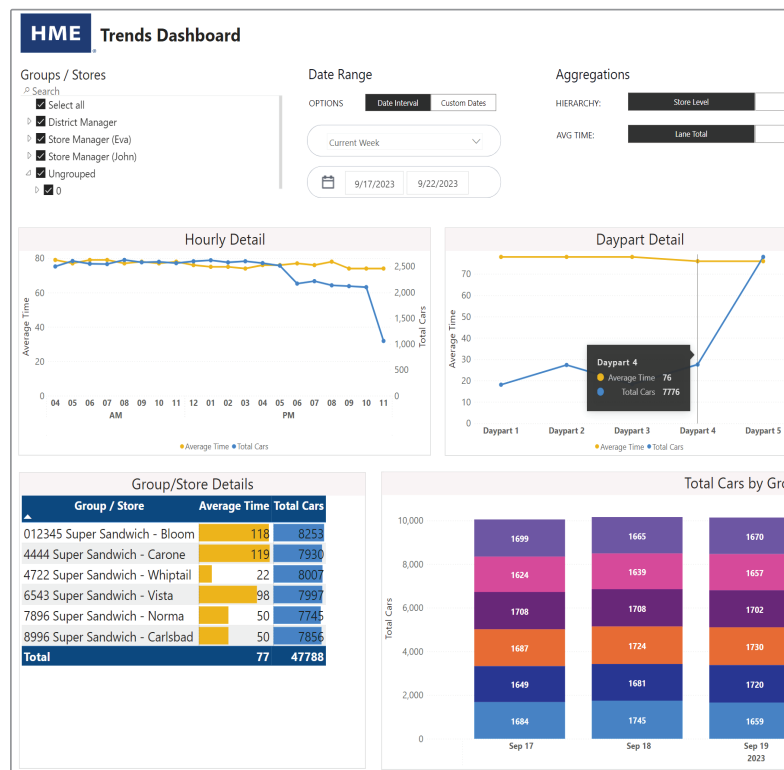 HME Trends Dashboard
Groups / Stores
Search
Select all
District Manager
Store Manager (Eva)
Store Manager (John)
Ungrouped
0
Date Range
OPTIONS Date Interval Custom Dates
Current Week
9/17/2023 9/22/2023
Aggregations
HIERARCHY: Store Level
AVG TIME: Lane Total
Hourly Detail
Average Time
80
60
40
20
0
2,500
2,000
1,500
1,000
500
0
Total Cars
04 05 06 07 08 09 10 11 12 01 02 03 04 05 06 07 08 09 10 11
AM PM
Average Time Total Cars
Daypart Detail
Average Time
70
60
50
40
30
20
10
0
Daypart 4
Average Time 76
Total Cars 7776
Daypart 1 Daypart 2 Daypart 3 Daypart 4 Daypart 5
Average Time Total Cars
Group/Store Details
Group / Store Average Time Total Cars
012345 Super Sandwich - Bloom 118 8253
4444 Super Sandwich - Carone 119 7930
4722 Super Sandwich - Whiptail 22 8007
6543 Super Sandwich - Vista 98 7997
7896 Super Sandwich - Norma 50 7745
8996 Super Sandwich - Carlsbad 50 7856
Total 77 47788
Total Cars by Gro
Total Cars
10,000
8,000
6,000
4,000
2,000
0
1699 1665 1670
1624 1639 1657
1708 1708 1702
1687 1724 1730
1649 1681 1720
1684 1745 1659
Sep 17 Sep 18 Sep 19
2023